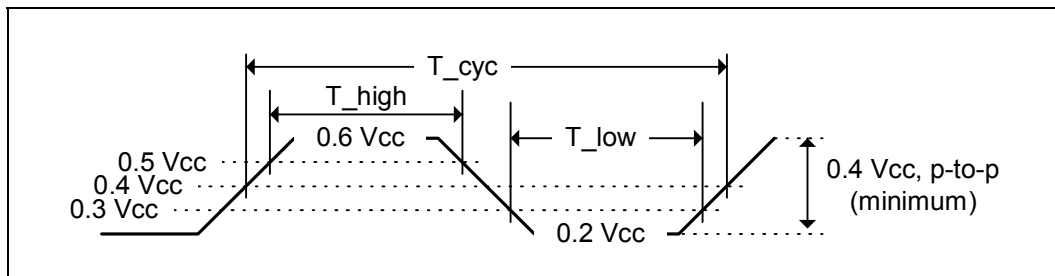 T_cyc
T_high
0.6 Vcc
T_low
0.5 Vcc
0.4 Vcc
0.3 Vcc
0.2 Vcc
0.4 Vcc, p-to-p
(minimum)